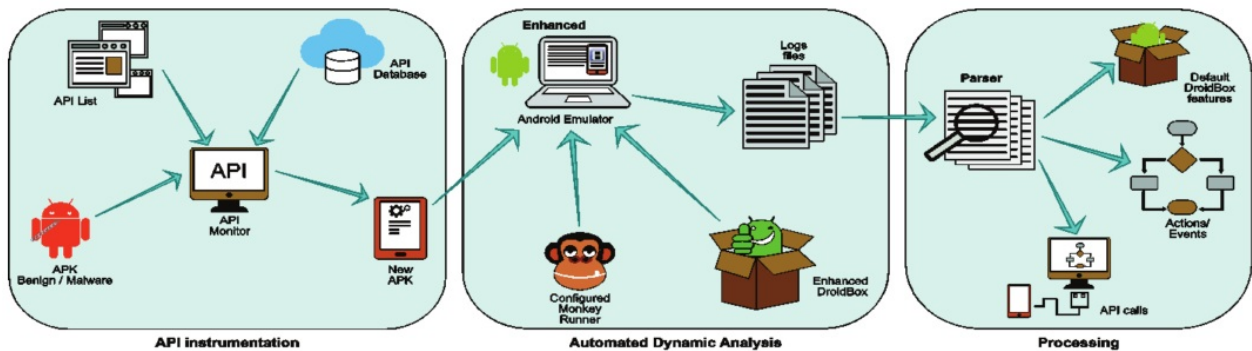 API List
API
Database
API
API
Monitor
APK
Benign / Malware
New
APK
API instrumentation
Enhanced
Android Emulator
Logs
files
Configured
Monkey
Runner
Enhanced
DroidBox
Automated Dynamic Analysis
Parser
Default
DroidBox
features
Actions/
Events
API calls
Processing